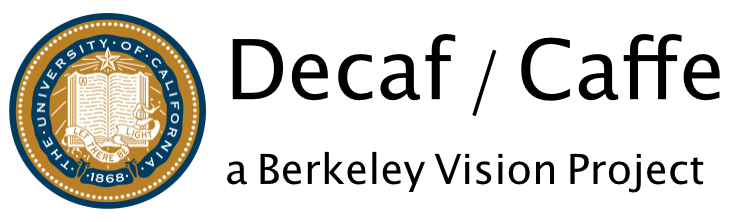 THE · UNIVERSITY · OF · CALIFORNIA
A
LET THERE BE LIGHT
· 1868 ·
Decaf / Caffe
a Berkeley Vision Project